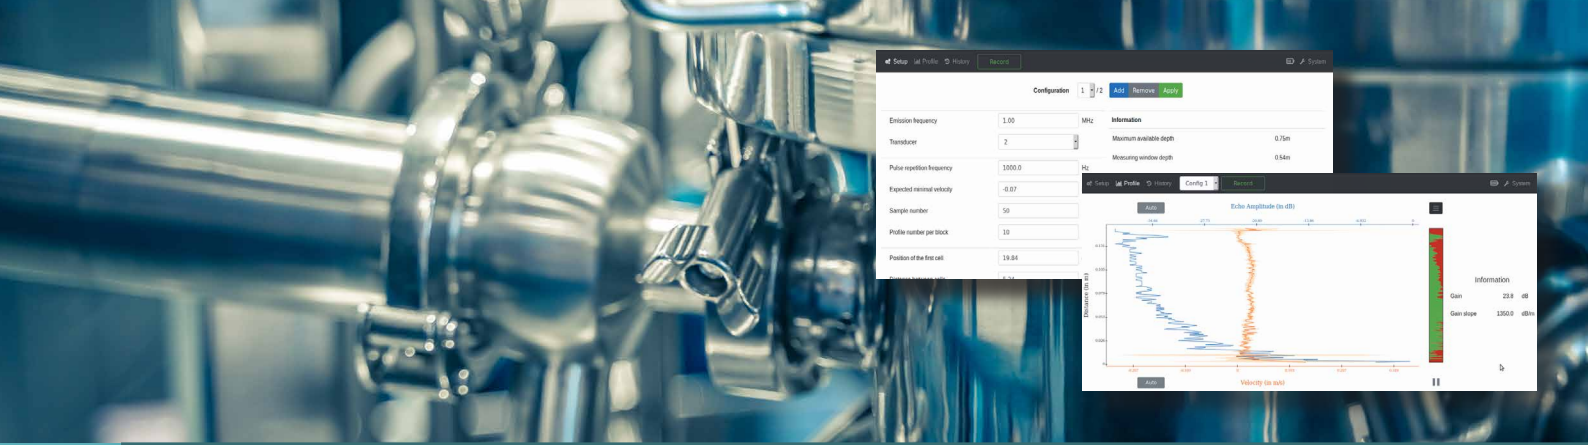 Setup Profile History Record System
Configuration 1 / 2 Add Remove Apply
Emission frequency 1.00 MHz
Transducer 2
Pulse repetition frequency 1000.0 Hz
Expected minimal velocity -0.07
Sample number 50
Profile number per block 10
Position of the first cell 19.84
Information
Maximum available depth 0.75m
Measuring window depth 0.54m
Setup Profile History Config 1 Record System
Auto
Echo Amplitude (in dB)
Distance (in m)
Auto
Velocity (in m/s)
Information
Gain 23.8 dB
Gain slope 1350.0 dB/m